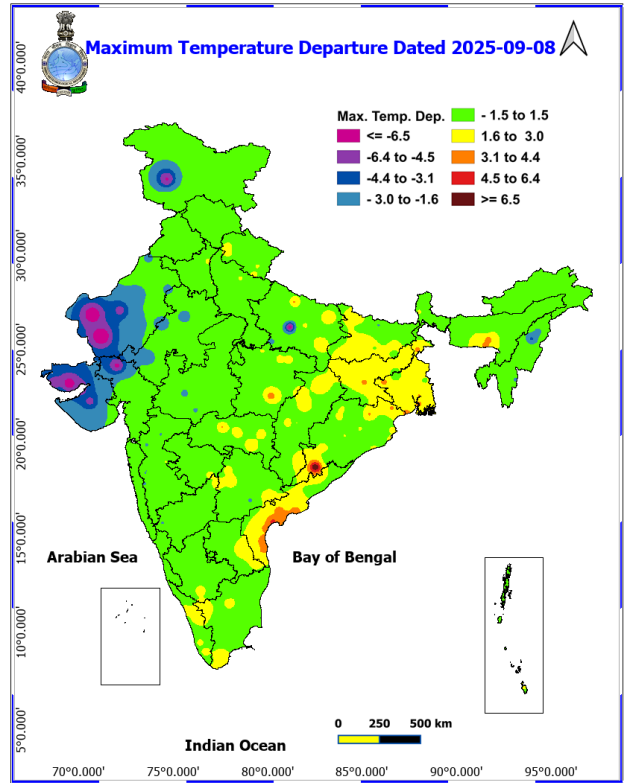 Maximum Temperature Departure Dated 2025-09-08
Max. Temp. Dep.
<= -6.5
-6.4 to -4.5
-4.4 to -3.1
- 3.0 to -1.6
- 1.5 to 1.5
1.6 to 3.0
3.1 to 4.4
4.5 to 6.4
>= 6.5
40°0.000'
35°0.000'
30°0.000'
25°0.000'
20°0.000'
15°0.000'
10°0.000'
5°0.000'
Arabian Sea
Bay of Bengal
Indian Ocean
0 250 500 km
70°0.000' 75°0.000' 80°0.000' 85°0.000' 90°0.000' 95°0.000'